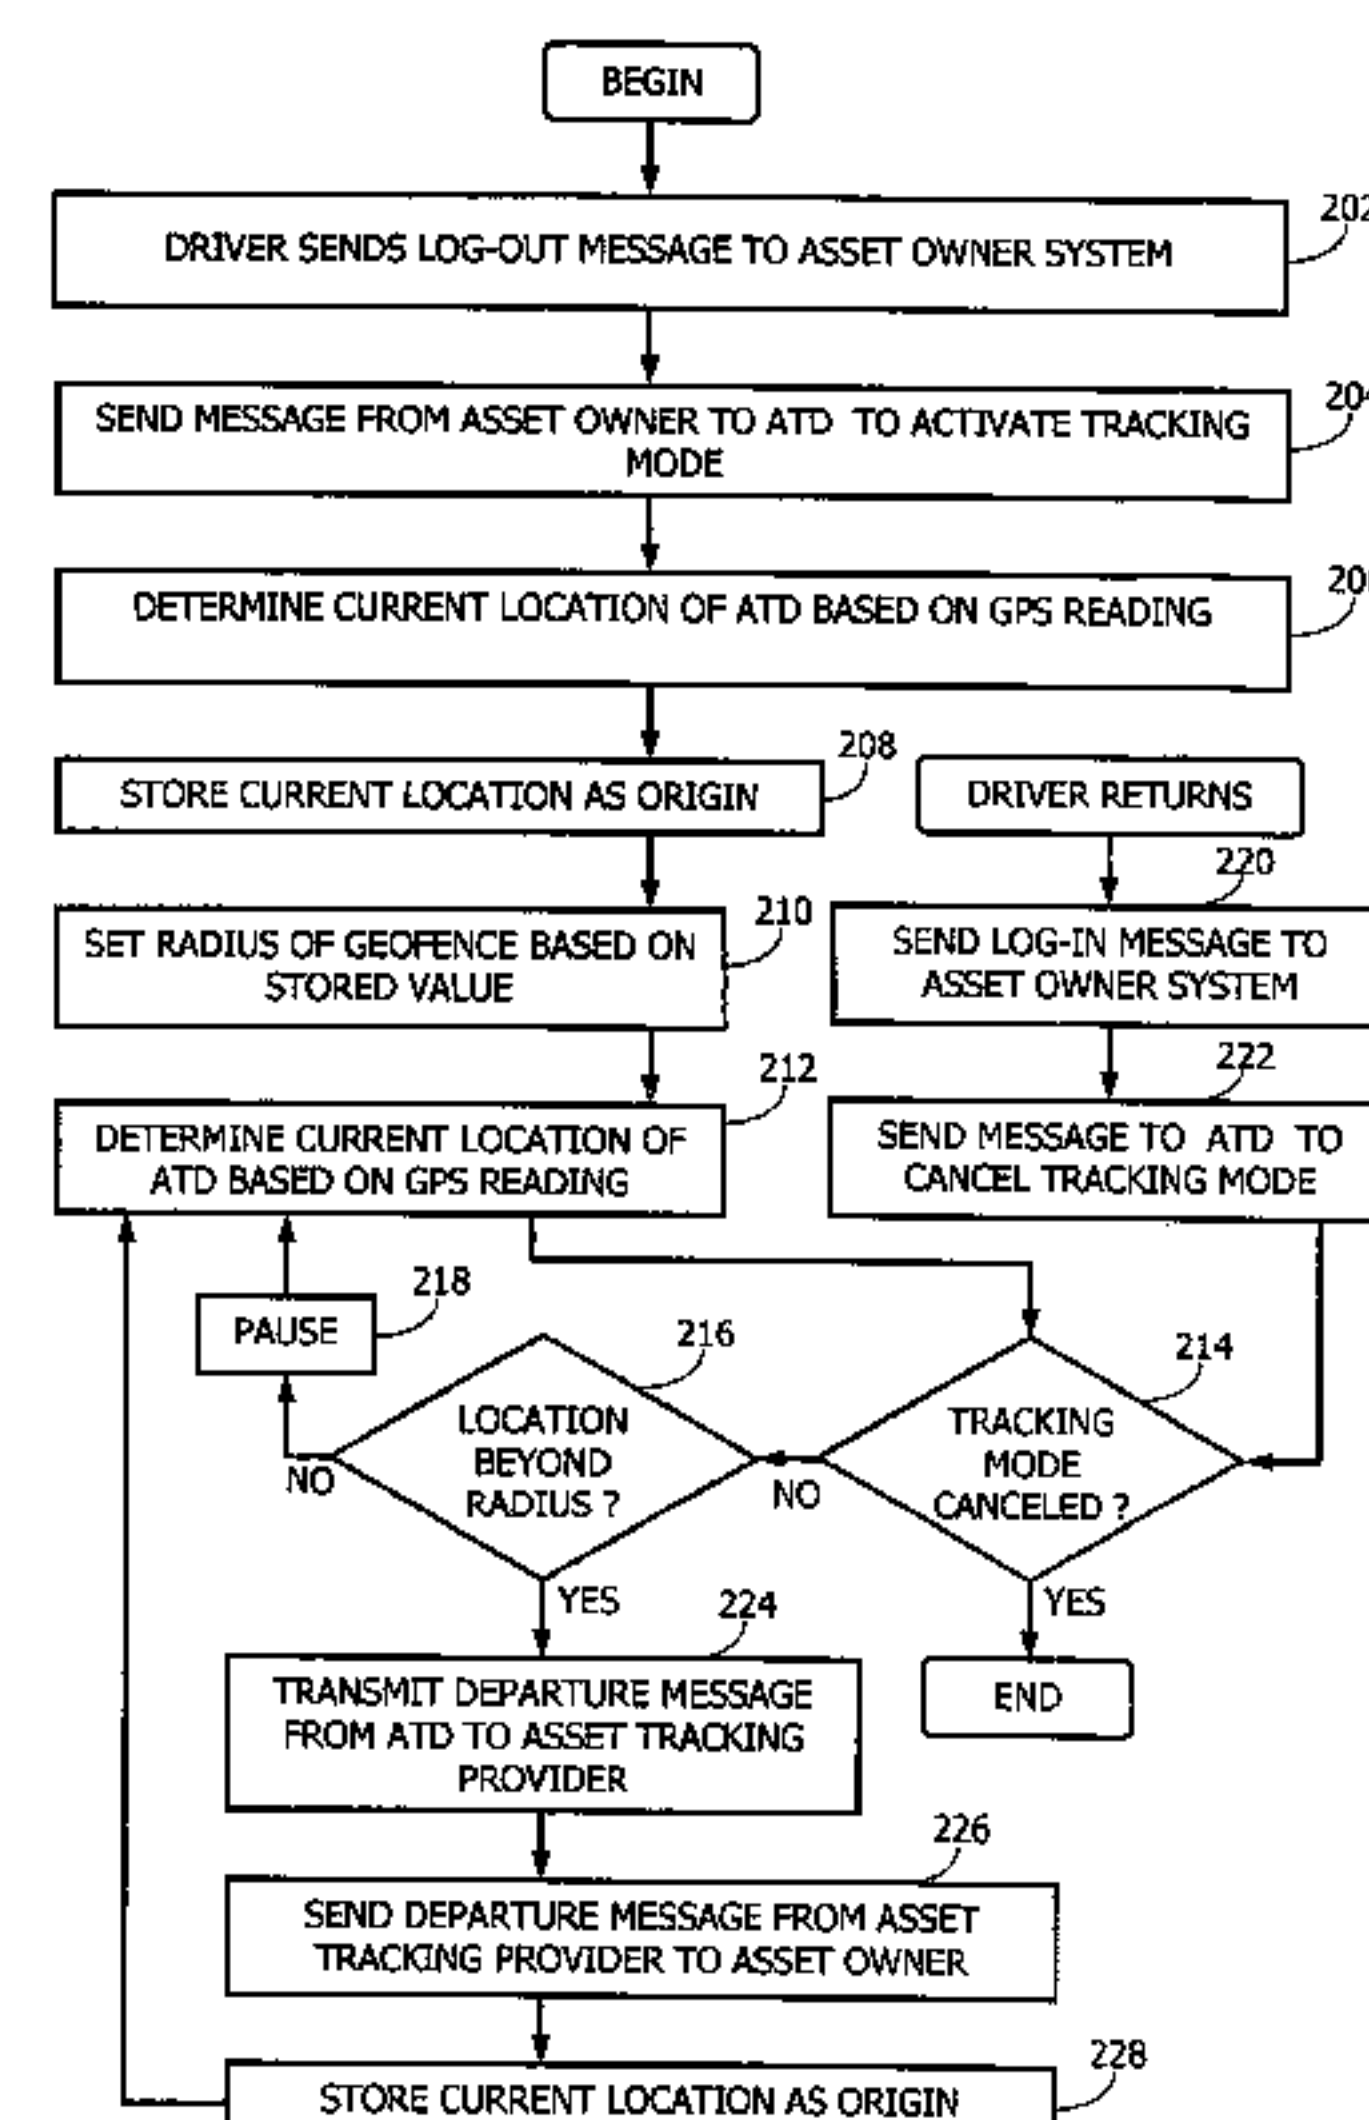 BEGIN
202
DRIVER SENDS LOG-OUT MESSAGE TO ASSET OWNER SYSTEM
204
SEND MESSAGE FROM ASSET OWNER TO ATD TO ACTIVATE TRACKING
MODE
DETERMINE CURRENT LOCATION OF ATD BASED ON GPS READING
208
STORE CURRENT LOCATION AS ORIGIN
DRIVER RETURNS
220
210
SET RADIUS OF GEOFENCE BASED ON
STORED VALUE
SEND LOG-IN MESSAGE TO
ASSET OWNER SYSTEM
222
212
DETERMINE CURRENT LOCATION OF
ATD BASED ON GPS READING
SEND MESSAGE TO ATD TO
CANCEL TRACKING MODE
218
PAUSE
216
214
LOCATION
BEYOND
RADIUS ?
TRACKING
MODE
CANCELED ?
NO
NO
YES
YES
224
TRANSMIT DEPARTURE MESSAGE
FROM ATD TO ASSET TRACKING
PROVIDER
END
226
SEND DEPARTURE MESSAGE FROM ASSET
TRACKING PROVIDER TO ASSET OWNER
228
STORE CURRENT LOCATION AS ORIGIN